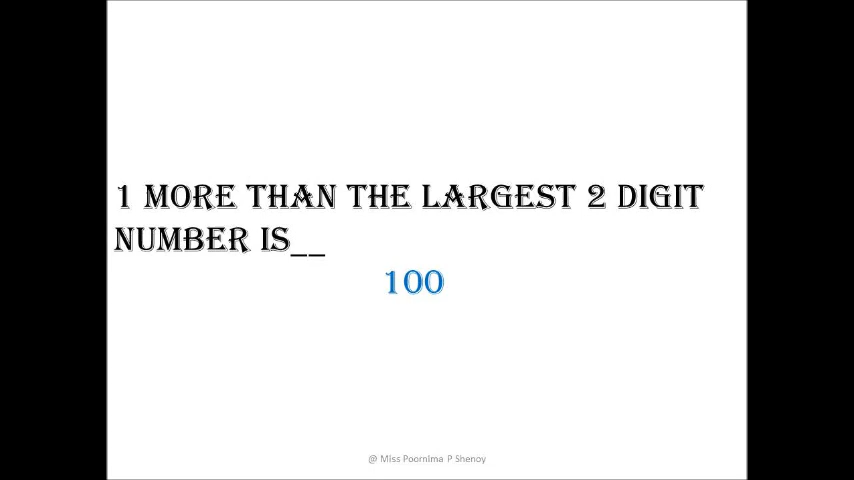 1 MORE THAN THE LARGEST 2 DIGIT
NUMBER IS__
100
@ Miss Poornima P Shenoy